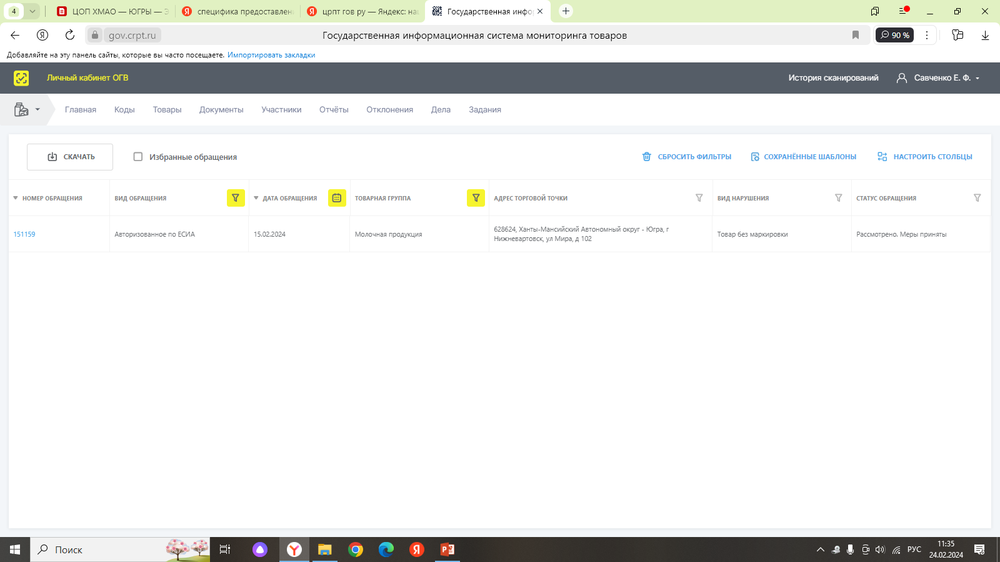 4
ЦОП ХМАО — ЮГРЫ — Э
специфика предоставлен
црпт гов ру — Яндекс: на
Государственная инфо
gov.crpt.ru
Государственная информационная система мониторинга товаров
90 %
Добавляйте на эту панель сайты, которые вы часто посещаете. Импортировать закладки
Личный кабинет ОГВ
История сканирований
Савченко Е. Ф.
Главная Коды Товары Документы Участники Отчёты Отклонения Дела Задания
СКАЧАТЬ
Избранные обращения
СБРОСИТЬ ФИЛЬТРЫ
СОХРАНЁННЫЕ ШАБЛОНЫ
НАСТРОИТЬ СТОЛБЦЫ
НОМЕР ОБРАЩЕНИЯ
ВИД ОБРАЩЕНИЯ
ДАТА ОБРАЩЕНИЯ
ТОВАРНАЯ ГРУППА
АДРЕС ТОРГОВОЙ ТОЧКИ
ВИД НАРУШЕНИЯ
СТАТУС ОБРАЩЕНИЯ
151159
Авторизованное по ЕСИА
15.02.2024
Молочная продукция
628624, Ханты-Мансийский Автономный округ - Югра, г
Нижневартовск, ул Мира, д 102
Товар без маркировки
Рассмотрено. Меры приняты
Поиск
РУС
11:35
24.02.2024